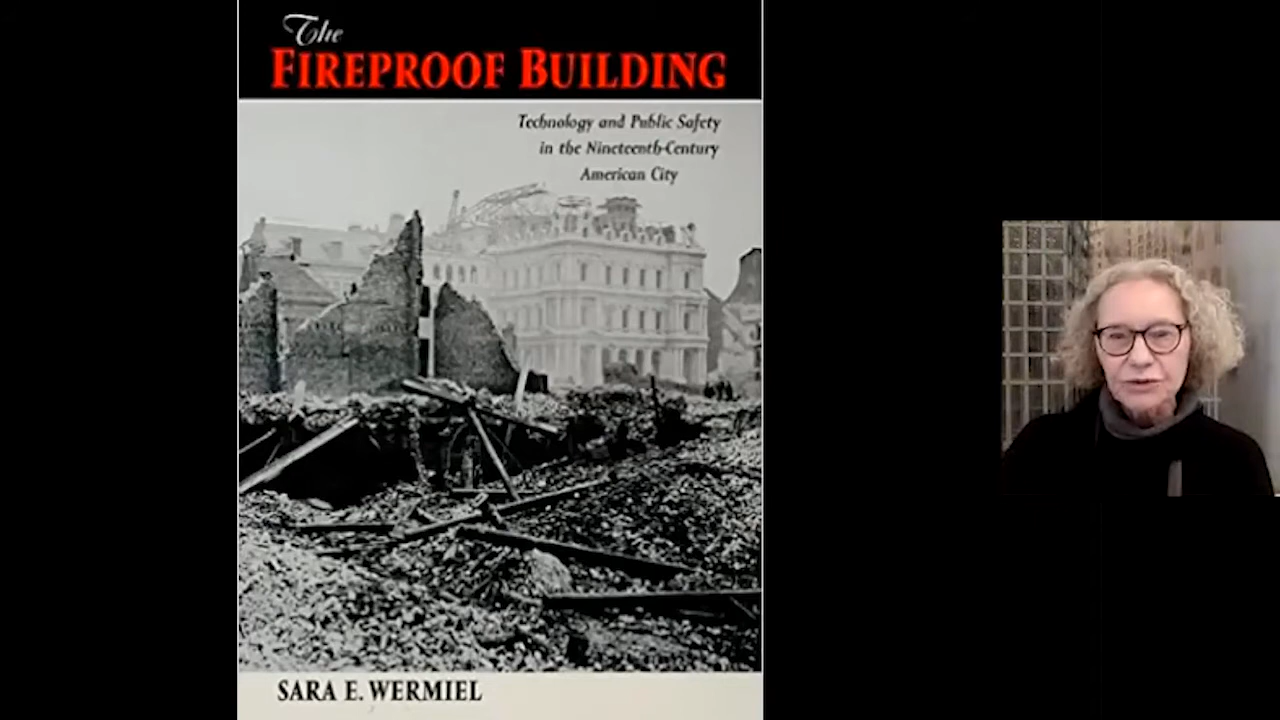 The
FIREPROOF BUILDING
Technology and Public Safety
in the Nineteenth-Century
American City
SARA E. WERMIEL